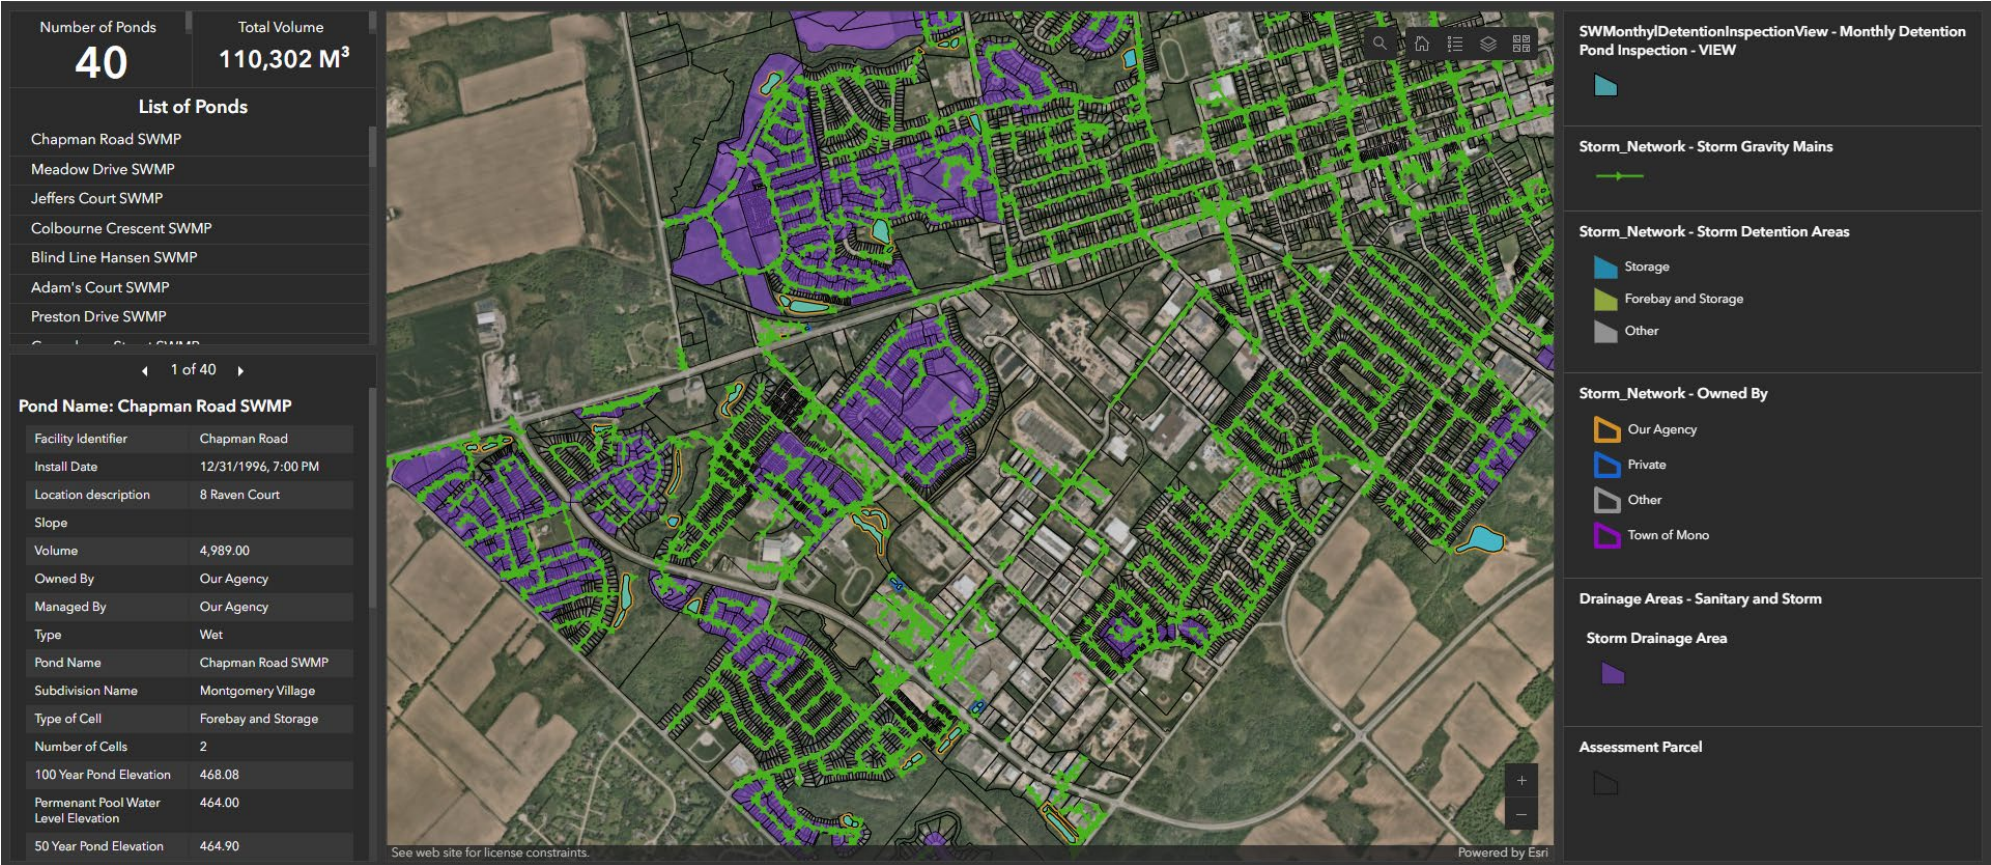 Number of Ponds
40
Total Volume
110,302 M³
List of Ponds
Chapman Road SWMP
Meadow Drive SWMP
Jeffers Court SWMP
Colbourne Crescent SWMP
Blind Line Hansen SWMP
Adam's Court SWMP
Preston Drive SWMP
1 of 40
Pond Name: Chapman Road SWMP
Facility Identifier Chapman Road
Install Date 12/31/1996, 7:00 PM
Location description 8 Raven Court
Slope
Volume 4,989.00
Owned By Our Agency
Managed By Our Agency
Type Wet
Pond Name Chapman Road SWMP
Subdivision Name Montgomery Village
Type of Cell Forebay and Storage
Number of Cells 2
100 Year Pond Elevation 468.08
Permenant Pool Water 464.00
Level Elevation
50 Year Pond Elevation 464.90
See web site for license constraints.
Powered by Esri
SWMonthylDetentionInspectionView - Monthly Detention
Pond Inspection - VIEW
Storm_Network - Storm Gravity Mains
Storm_Network - Storm Detention Areas
Storage
Forebay and Storage
Other
Storm_Network - Owned By
Our Agency
Private
Other
Town of Mono
Drainage Areas - Sanitary and Storm
Storm Drainage Area
Assessment Parcel